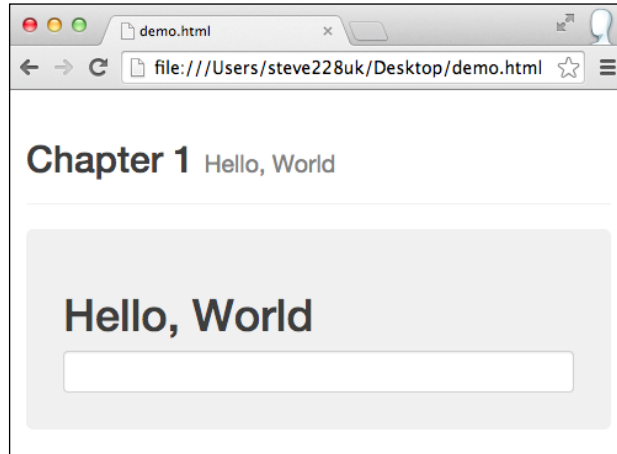 demo.html
file:///Users/steve228uk/Desktop/demo.html
Chapter 1 Hello, World
Hello, World